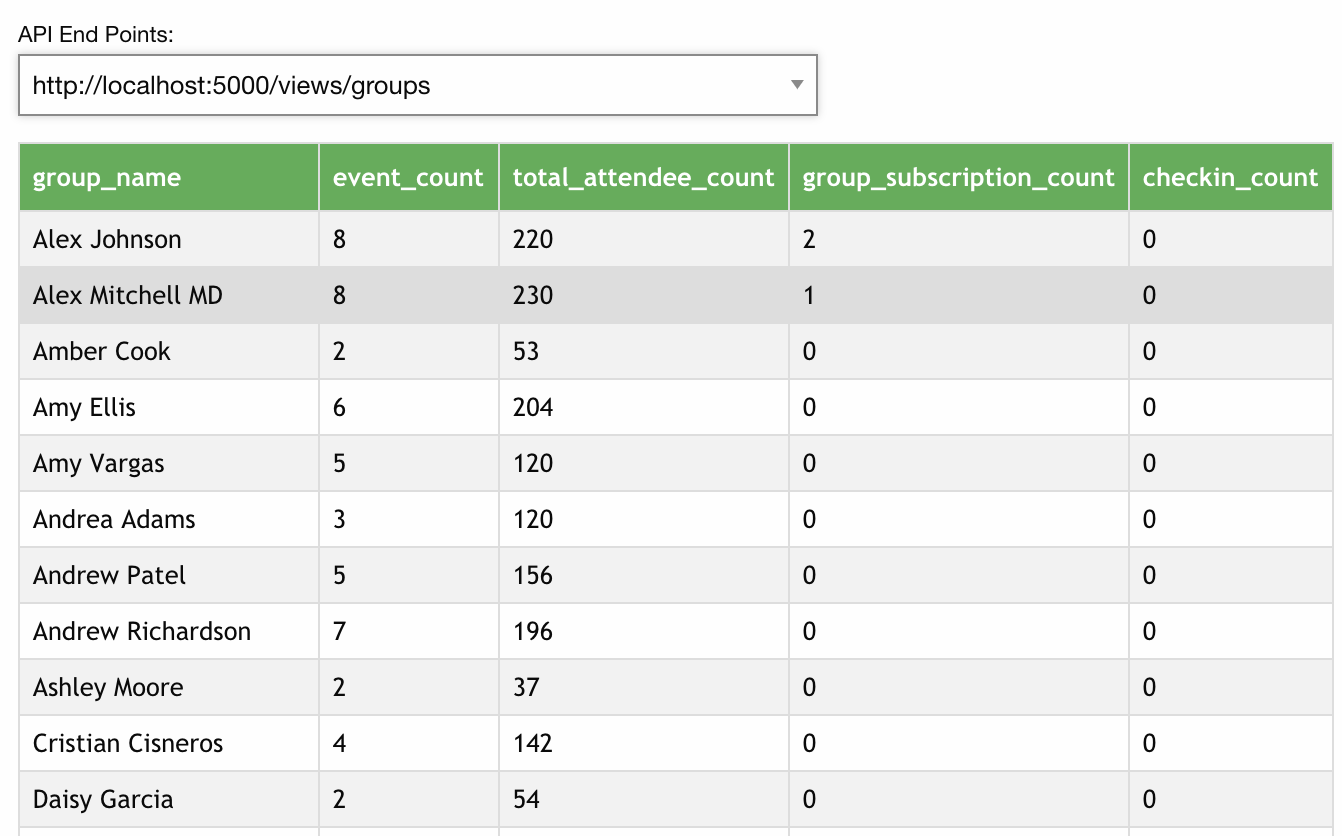 API End Points:
http://localhost:5000/views/groups
group_name event_count total_attendee_count group_subscription_count checkin_count
Alex Johnson 8 220 2 0
Alex Mitchell MD 8 230 1 0
Amber Cook 2 53 0 0
Amy Ellis 6 204 0 0
Amy Vargas 5 120 0 0
Andrea Adams 3 120 0 0
Andrew Patel 5 156 0 0
Andrew Richardson 7 196 0 0
Ashley Moore 2 37 0 0
Cristian Cisneros 4 142 0 0
Daisy Garcia 2 54 0 0